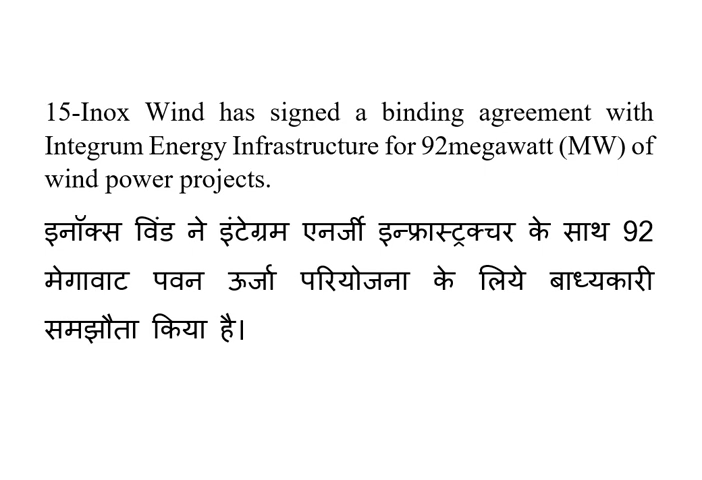 15-Inox Wind has signed a binding agreement with
Integrum Energy Infrastructure for 92megawatt (MW) of
wind power projects.
इनॉक्स विंड ने इंटेग्रम एनर्जी इन्फ्रास्ट्रक्चर के साथ 92
मेगावाट पवन ऊर्जा परियोजना के लिये बाध्यकारी
समझौता किया है।